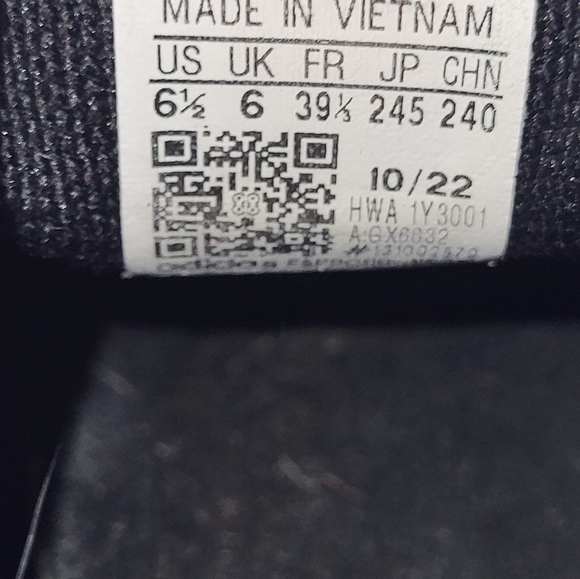 MADE IN VIETNAM
US UK FR JP CHN
6½ 6 39⅓ 245 240
10/22
HWA 1Y3001